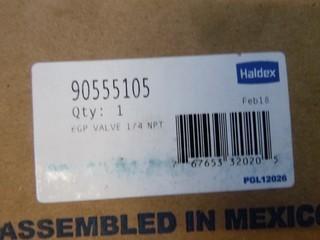 Haldex
90555105
Qty: 1
Feb18
EGP VALVE 1/4 NPT
7 67653 32020 5
PGL12026
ASSEMBLED IN MEXICO